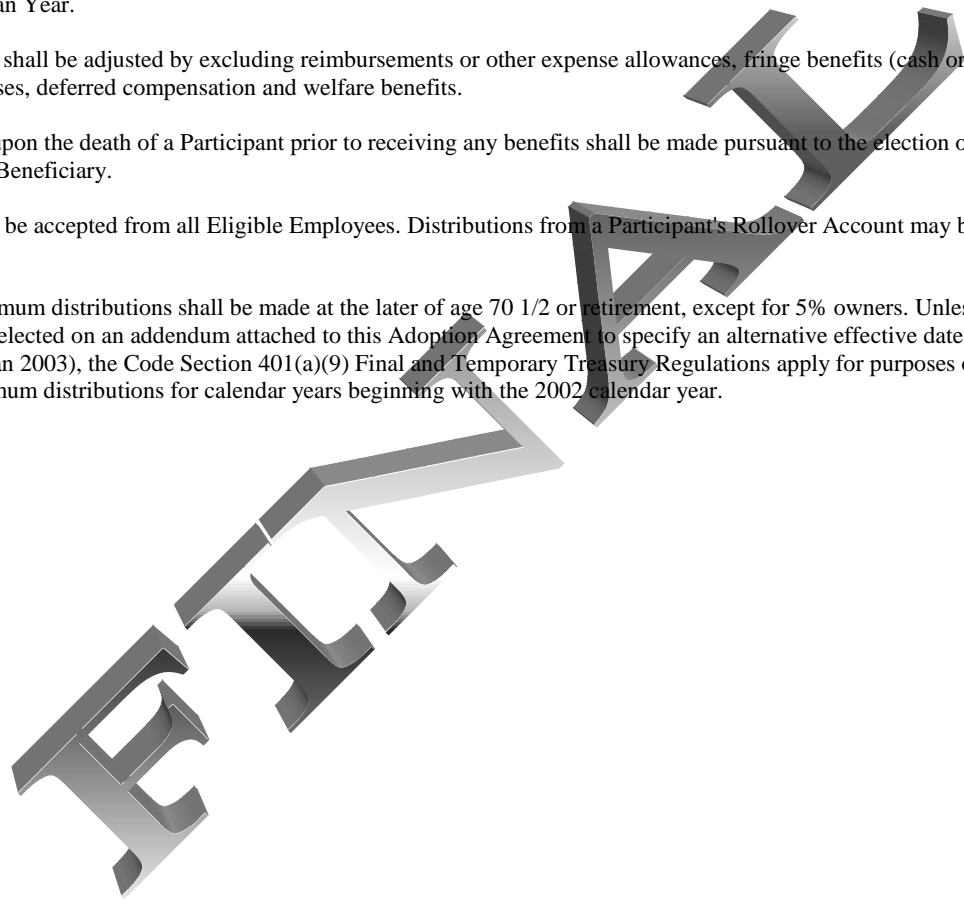 an Year.
shall be adjusted by excluding reimbursements or other expense allowances, fringe benefits (cash or
ses, deferred compensation and welfare benefits.
upon the death of a Participant prior to receiving any benefits shall be made pursuant to the election o
Beneficiary.
be accepted from all Eligible Employees. Distributions from a Participant's Rollover Account may b
mum distributions shall be made at the later of age 70 1/2 or retirement, except for 5% owners. Unles
elected on an addendum attached to this Adoption Agreement to specify an alternative effective date
an 2003), the Code Section 401(a)(9) Final and Temporary Treasury Regulations apply for purposes o
mum distributions for calendar years beginning with the 2002 calendar year.
FINAL